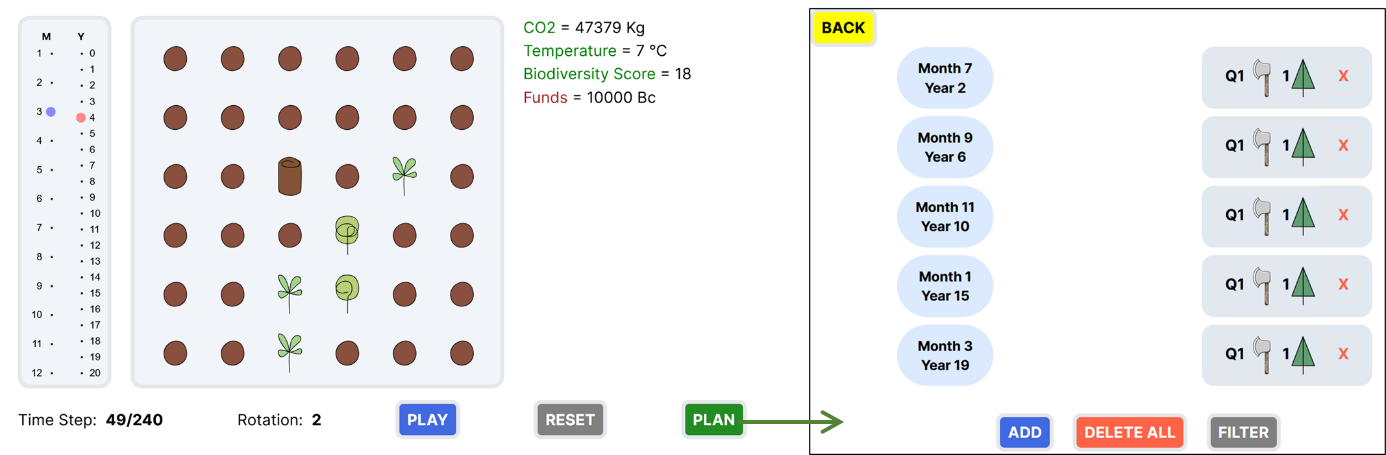 M Y
1 0
1
2 2
3
3 4
5
4 6
7
5 8
9
6 10
11
7 12
13
8 14
15
9 16
17
10 18
19
11 20
12
CO2 = 47379 Kg
Temperature = 7 °C
Biodiversity Score = 18
Funds = 10000 Bc
Time Step: 49/240 Rotation: 2 PLAY RESET PLAN
BACK
Month 7
Year 2
Q1 1 X
Month 9
Year 6
Q1 1 X
Month 11
Year 10
Q1 1 X
Month 1
Year 15
Q1 1 X
Month 3
Year 19
Q1 1 X
ADD DELETE ALL FILTER